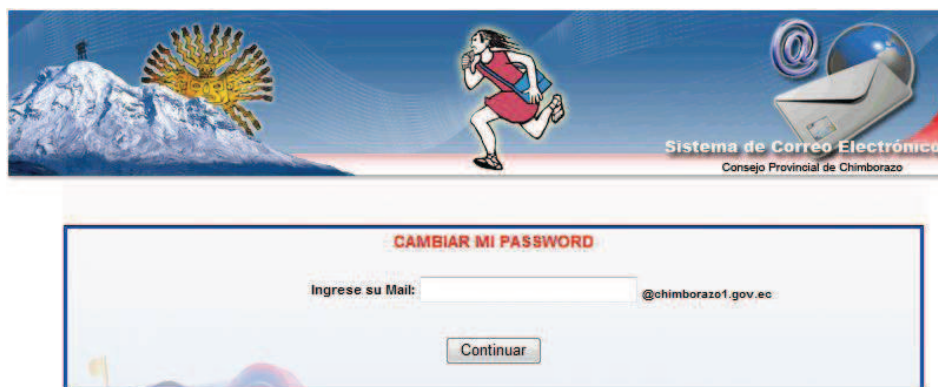 Sistema de Correo Electrónico
Consejo Provincial de Chimborazo
CAMBIAR MI PASSWORD
Ingrese su Mail: @chimborazo1.gov.ec
Continuar